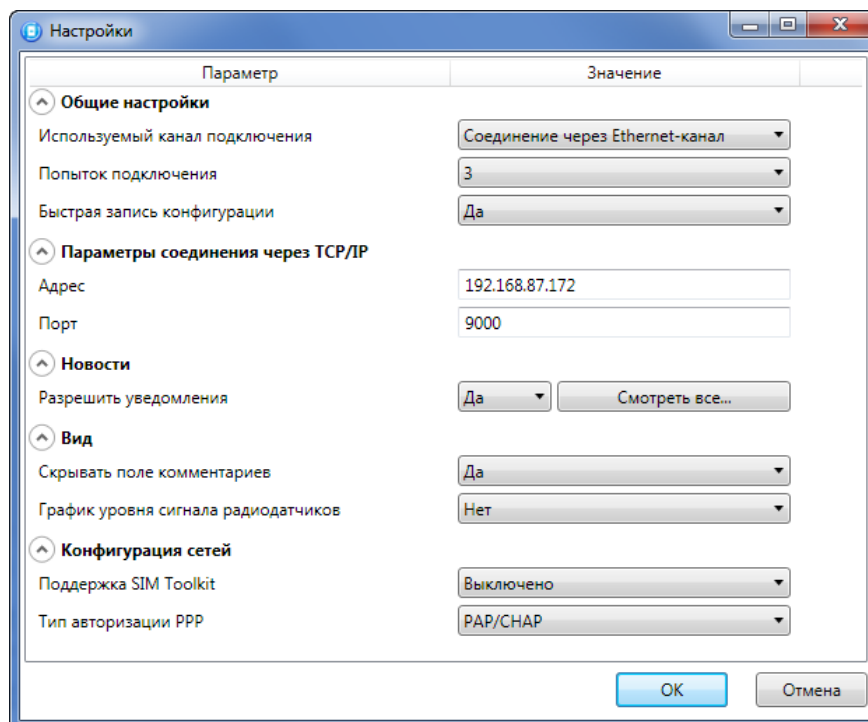 Настройки
Параметр Значение
Общие настройки
Используемый канал подключения Соединение через Ethernet-канал
Попыток подключения 3
Быстрая запись конфигурации Да
Параметры соединения через TCP/IP
Адрес 192.168.87.172
Порт 9000
Новости
Разрешить уведомления Да Смотреть все...
Вид
Скрывать поле комментариев Да
График уровня сигнала радиодатчиков Нет
Конфигурация сетей
Поддержка SIM Toolkit Выключено
Тип авторизации PPP PAP/CHAP
OK Отмена